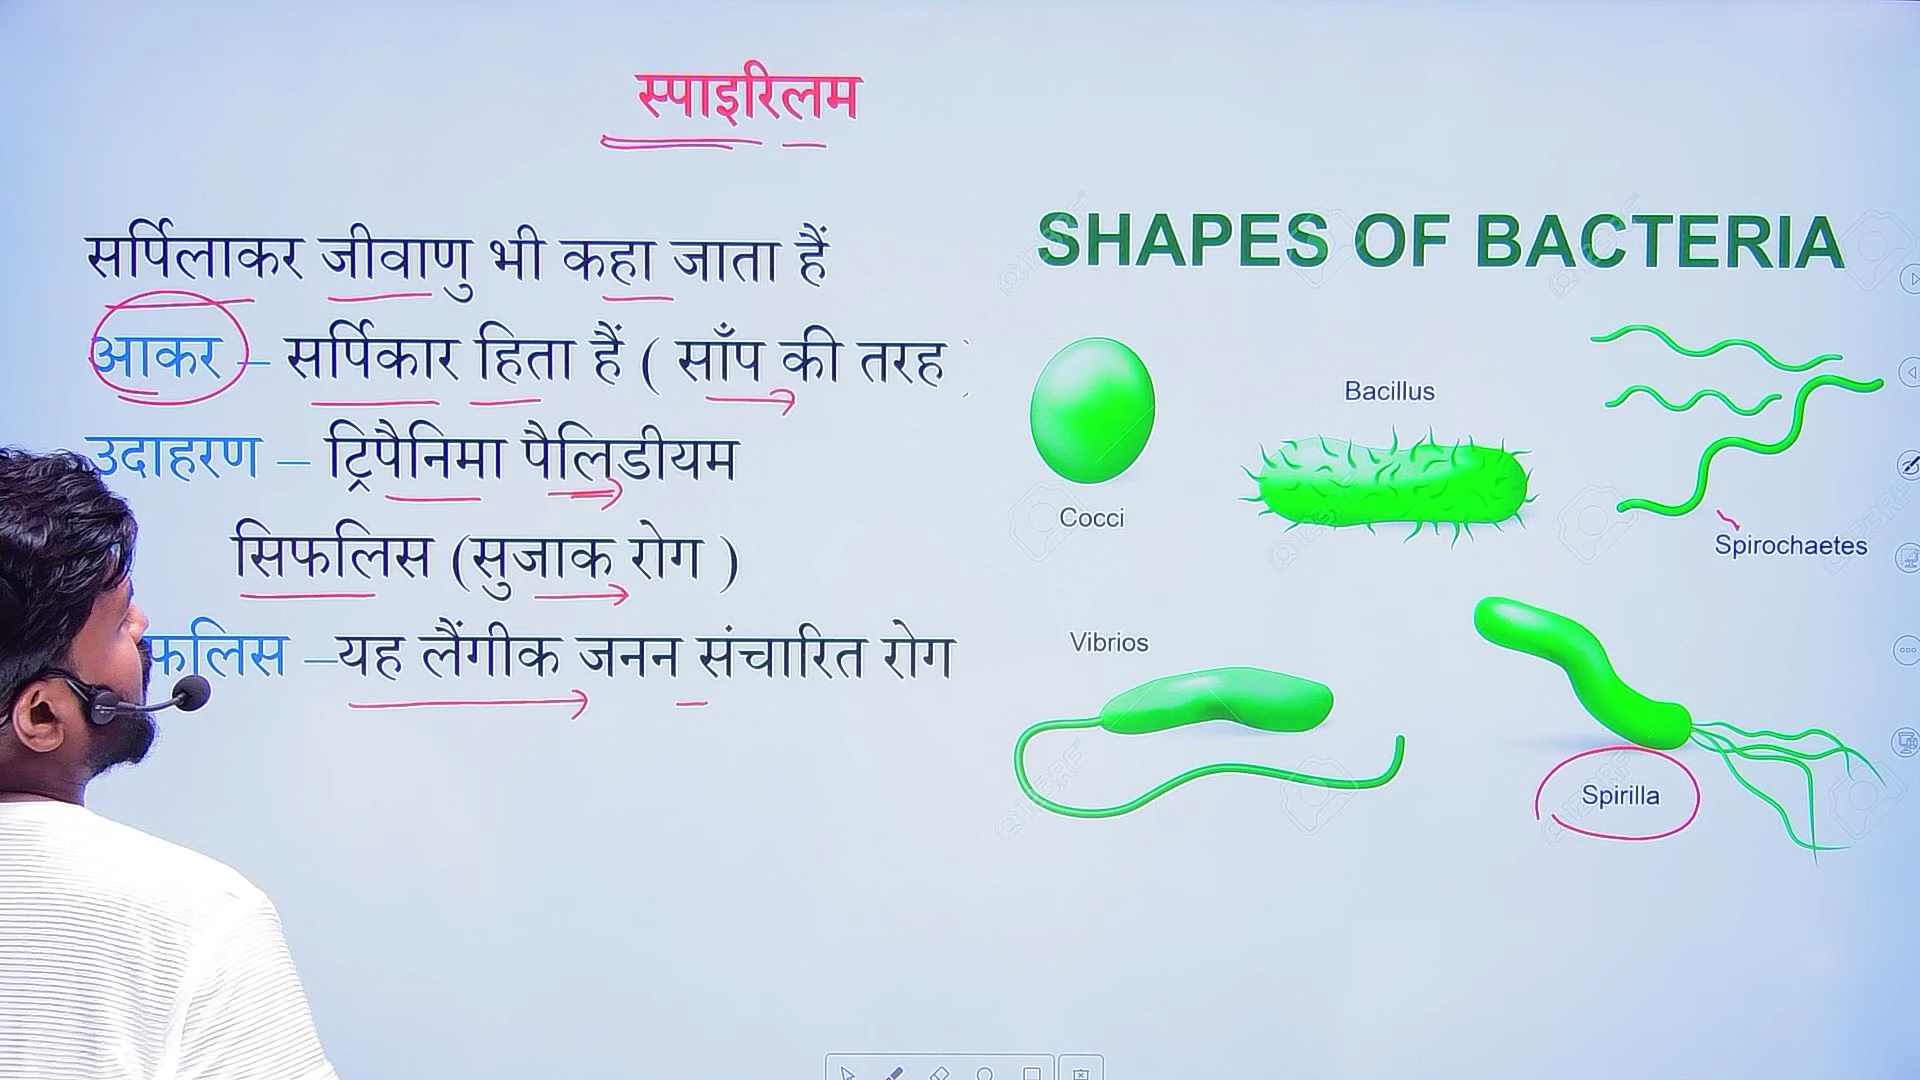 स्पाइरिलम
सर्पिलाकर जीवाणु भी कहा जाता हैं
आकर – सर्पिकार हिता हैं ( साँप की तरह
उदाहरण – ट्रिपैनिमा पैलिडीयम
सिफलिस (सुजाक रोग )
फलिस –यह लैंगीक जनन संचारित रोग
SHAPES OF BACTERIA
Cocci
Bacillus
Spirochaetes
Vibrios
Spirilla